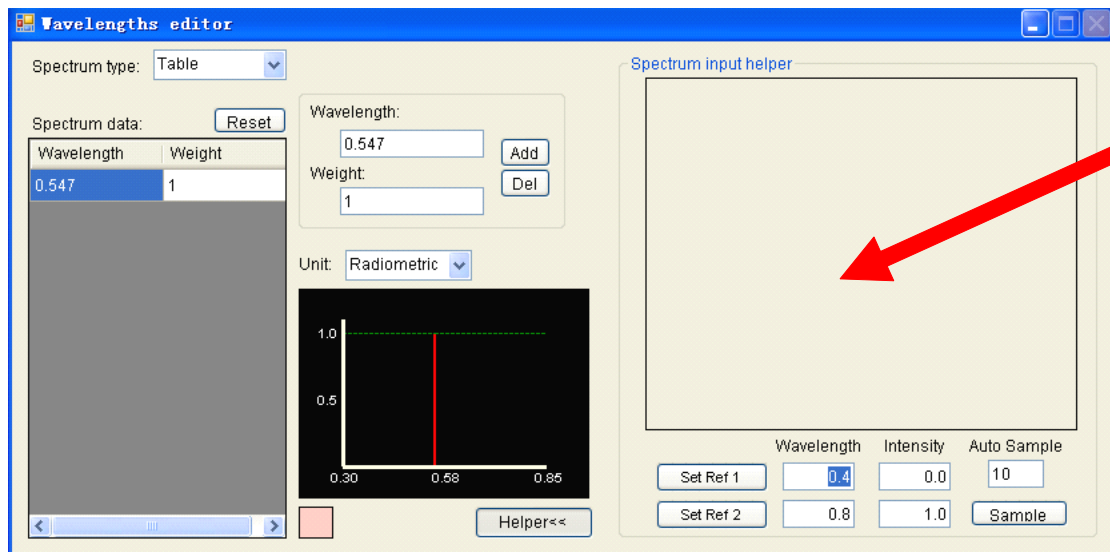 Wavelengths editor
Spectrum type: Table
Spectrum data: Reset
Wavelength Weight
0.547 1
Wavelength:
0.547
Add
Weight:
Del
1
Unit: Radiometric
1.0
0.5
0.30 0.58 0.85
Helper<<
Spectrum input helper
Wavelength Intensity Auto Sample
Set Ref 1 0.4 0.0 10
Set Ref 2 0.8 1.0 Sample